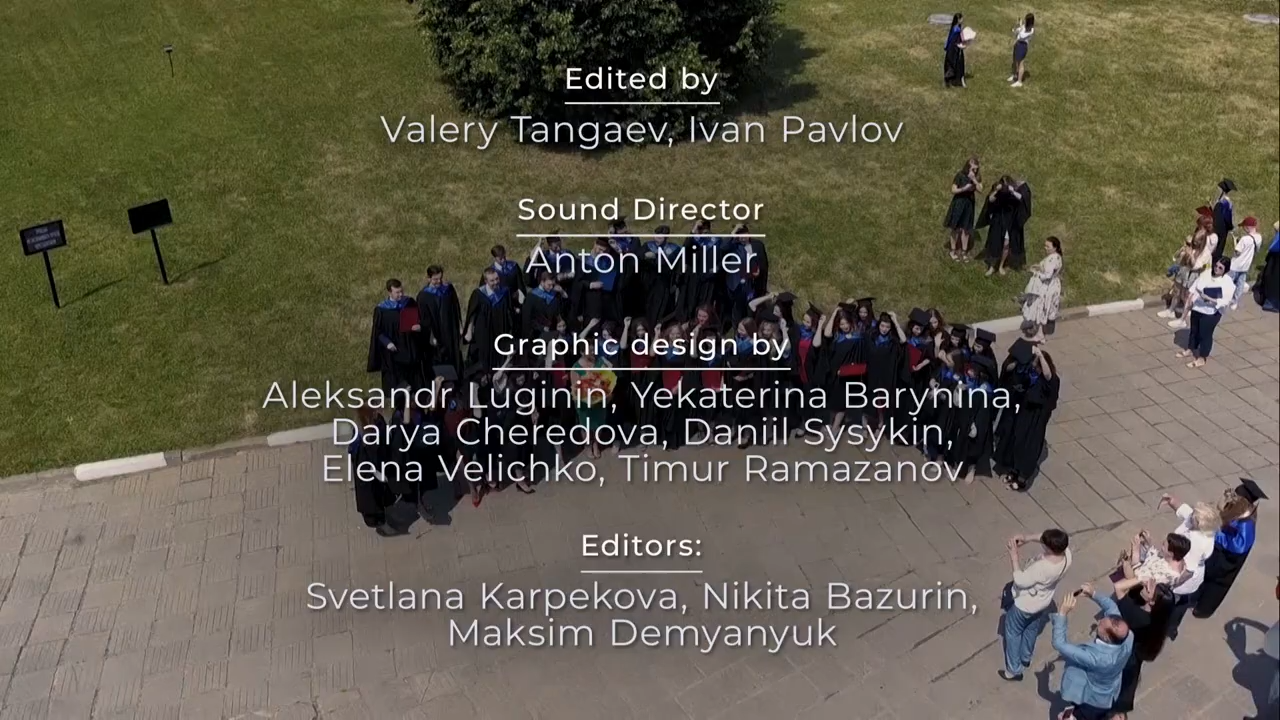 Edited by
Valery Tangaev, Ivan Pavlov
Sound Director
Anton Miller
Graphic design by
Aleksandr Luginin, Yekaterina Barynina,
Darya Cheredova, Daniil Sysykin,
Elena Velichko, Timur Ramazanov
Editors:
Svetlana Karpekova, Nikita Bazurin,
Maksim Demyanyuk